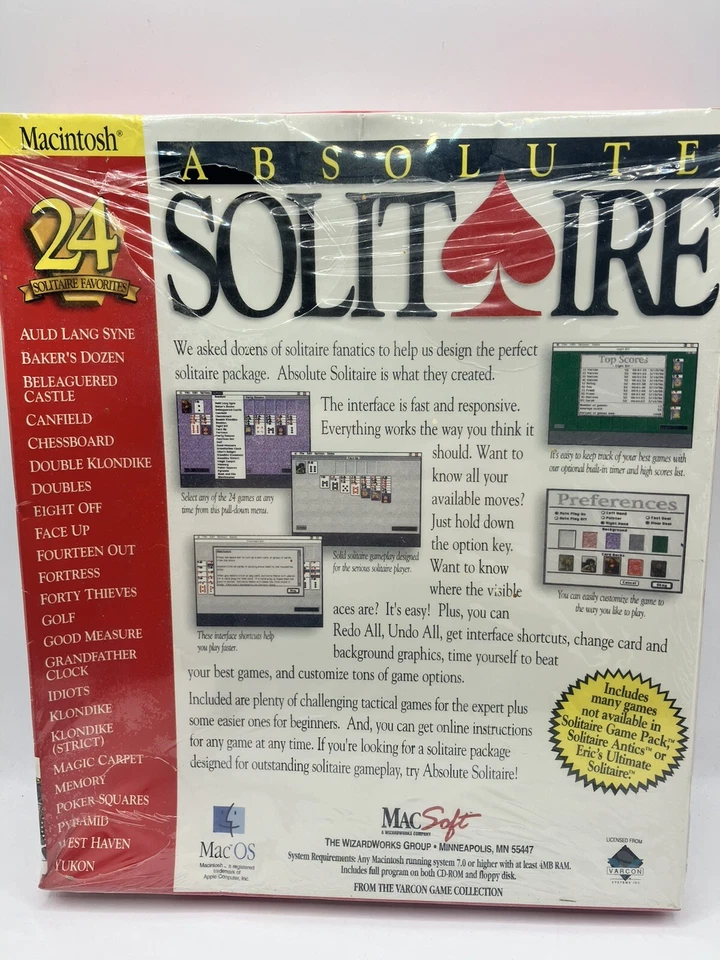 Macintosh®
ABSOLUTE
SOLITAIRE
24
SOLITAIRE FAVORITES
AULD LANG SYNE
BAKER'S DOZEN
BELEAGUERED
CASTLE
CANFIELD
CHESSBOARD
DOUBLE KLONDIKE
DOUBLES
EIGHT OFF
FACE UP
FOURTEEN OUT
FORTRESS
FORTY THIEVES
GOLF
GOOD MEASURE
GRANDFATHER
CLOCK
IDIOTS
KLONDIKE
KLONDIKE
(STRICT)
MAGIC CARPET
MEMORY
POKER SQUARES
PYRAMID
WEST HAVEN
YUKON
We asked dozens of solitaire fanatics to help us design the perfect
solitaire package. Absolute Solitaire is what they created.
The interface is fast and responsive.
Everything works the way you think it
should. Want to
know all your
available moves?
Just hold down
the option key.
Want to know
where the visible
aces are? It's easy! Plus, you can
Redo All, Undo All, get interface shortcuts, change card and
background graphics, time yourself to beat
your best games, and customize tons of game options.
Included are plenty of challenging tactical games for the expert plus
some easier ones for beginners. And, you can get online instructions
for any game at any time. If you're looking for a solitaire package
designed for outstanding solitaire gameplay, try Absolute Solitaire!
Select any of the 24 games at any
time from this pull-down menu.
Solid solitaire gameplay designed
for the serious solitaire player.
These interface shortcuts help
you play faster.
Top Scores
It's easy to keep track of your best games with
our optional built-in timer and high scores list.
Preferences
Left Hand
Right Hand
Background
Card Backs
Cancel
Okay
You can easily customize the game to
the way you like to play.
Includes
many games
not available in
Solitaire Game Pack,™
Solitaire Antics™ or
Eric's Ultimate
Solitaire.™
Mac OS
Macintosh is a registered
trademark of
Apple Computer, Inc.
MACSoft™
A WIZARDWORKS COMPANY
THE WIZARDWORKS GROUP • MINNEAPOLIS, MN 55447
System Requirements: Any Macintosh running system 7.0 or higher with at least 4MB RAM.
Includes full program on both CD-ROM and floppy disk.
FROM THE VARCON GAME COLLECTION
LICENSED FROM
VARCON
SYSTEMS INC